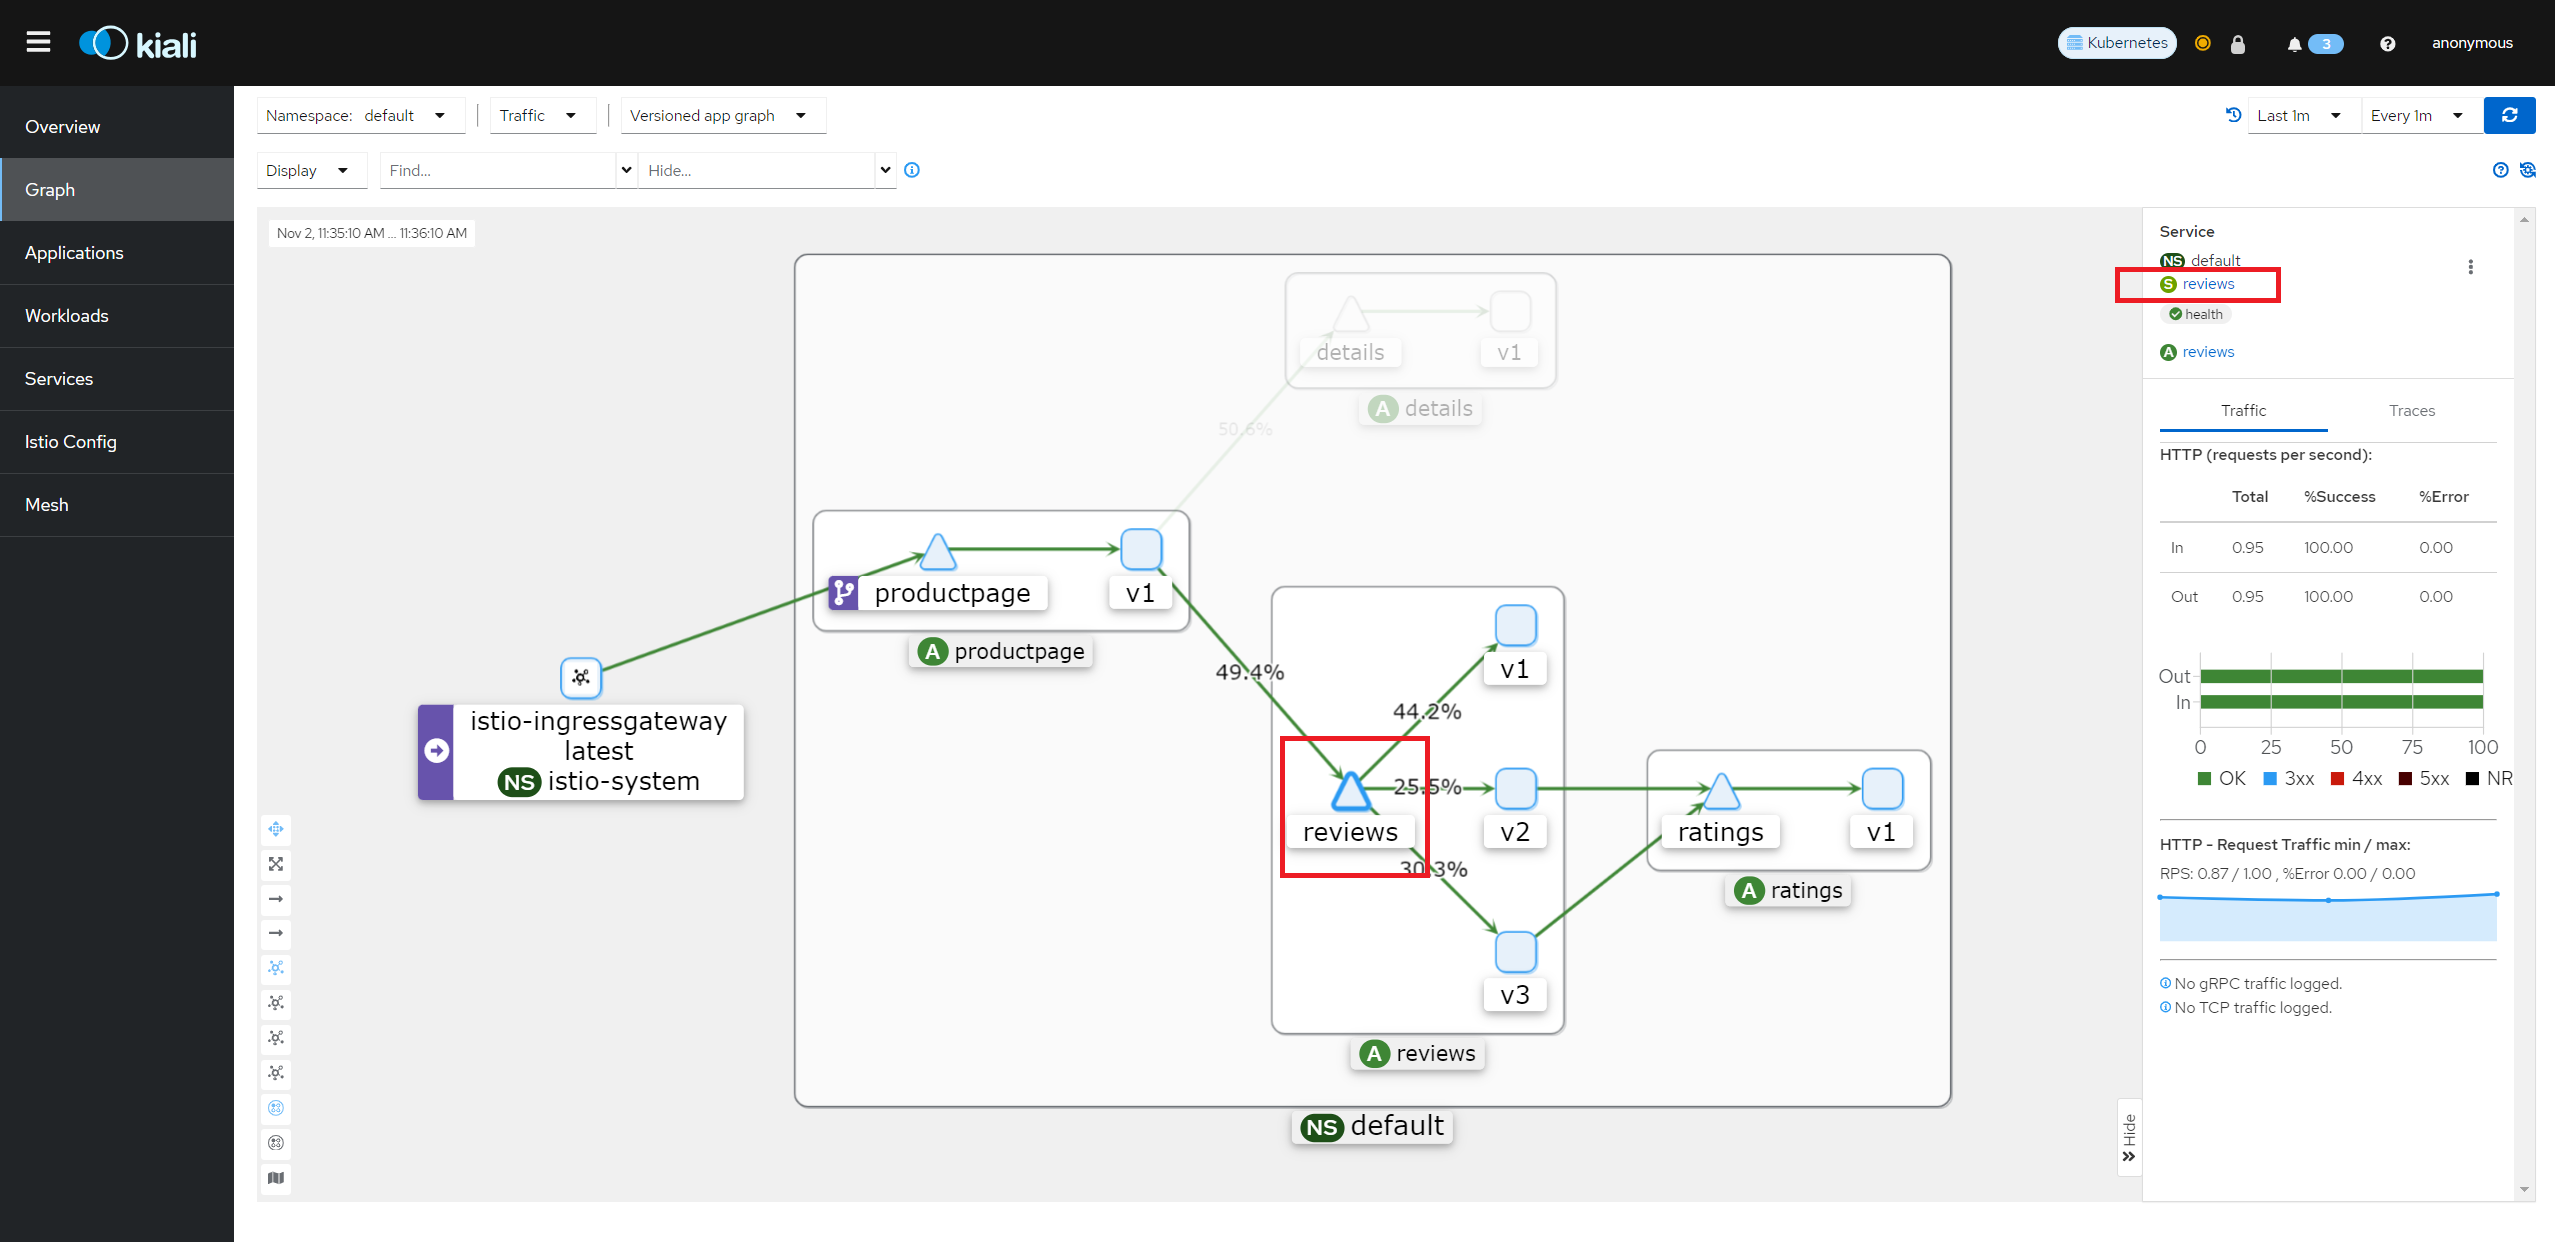 kiali
Kubernetes
3
anonymous
Overview
Graph
Applications
Workloads
Services
Istio Config
Mesh
Namespace: default
Traffic
Versioned app graph
Last 1m
Every 1m
Display
Find...
Hide...
Nov 2, 11:35:10 AM ... 11:36:10 AM
details
v1
A details
50.6%
productpage
v1
A productpage
49.4%
istio-ingressgateway
latest
NS istio-system
v1
44.2%
reviews
25.5%
v2
30.3%
v3
A reviews
ratings
v1
A ratings
NS default
Hide
Service
NS default
S reviews
health
A reviews
Traffic
Traces
HTTP (requests per second):
Total %Success %Error
In 0.95 100.00 0.00
Out 0.95 100.00 0.00
Out
In
0 25 50 75 100
OK 3xx 4xx 5xx NR
HTTP - Request Traffic min / max:
RPS: 0.87 / 1.00 , %Error 0.00 / 0.00
No gRPC traffic logged.
No TCP traffic logged.